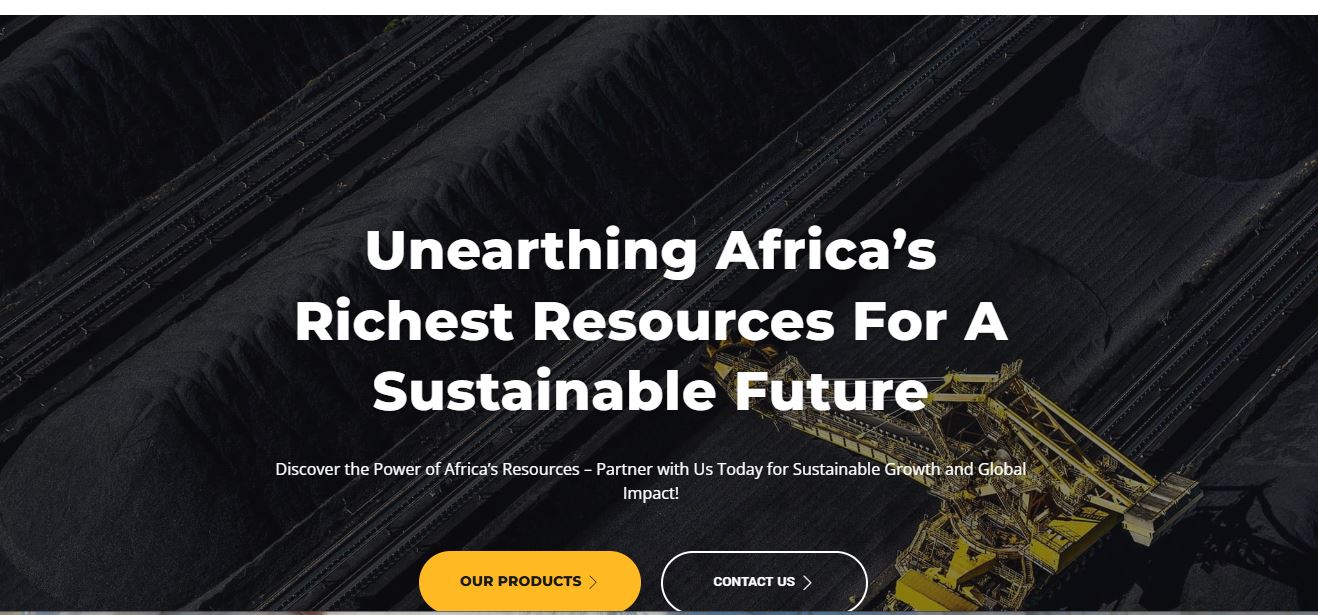 Unearthing Africa’s
Richest Resources For A
Sustainable Future
Discover the Power of Africa’s Resources – Partner with Us Today for Sustainable Growth and Global
Impact!
OUR PRODUCTS
CONTACT US